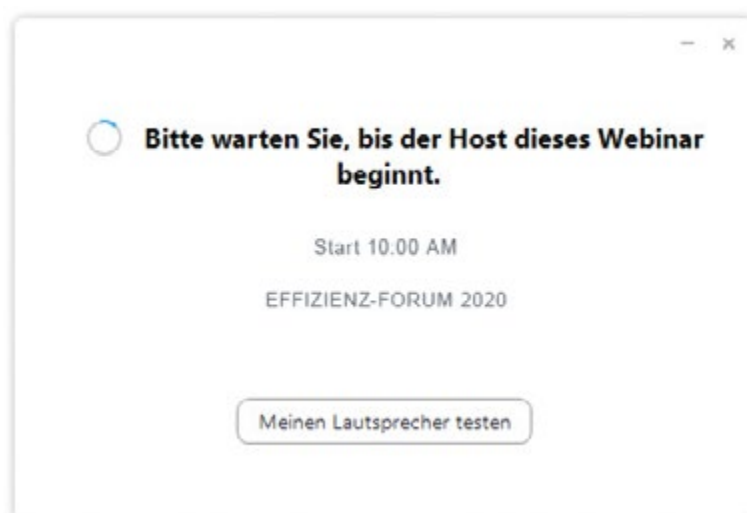 Bitte warten Sie, bis der Host dieses Webinar
beginnt.
Start 10.00 AM
EFFIZIENZ-FORUM 2020
Meinen Lautsprecher testen